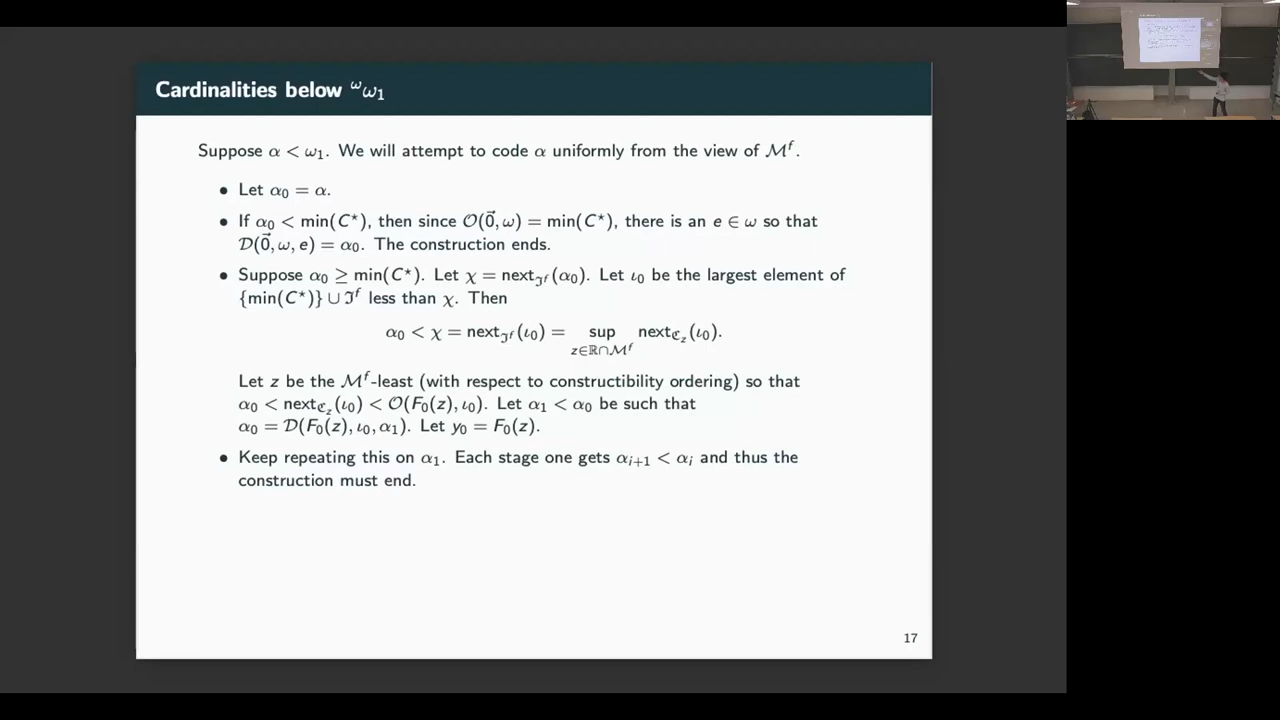 Cardinalities below ^ωω₁
Suppose α < ω₁. We will attempt to code α uniformly from the view of ℳ^f.
• Let α₀ = α.
• If α₀ < min(C⋆), then since 𝒪(0⃗, ω) = min(C⋆), there is an e ∈ ω so that
𝒟(0⃗, ω, e) = α₀. The construction ends.
• Suppose α₀ ≥ min(C⋆). Let χ = next_{ℑ^f}(α₀). Let ι₀ be the largest element of
{min(C⋆)} ∪ ℑ^f less than χ. Then
α₀ < χ = next_{ℑ^f}(ι₀) = sup_{z∈ℝ∩ℳ^f} next_{ℭ_z}(ι₀).
Let z be the ℳ^f-least (with respect to constructibility ordering) so that
α₀ < next_{ℭ_z}(ι₀) < 𝒪(F₀(z), ι₀). Let α₁ < α₀ be such that
α₀ = 𝒟(F₀(z), ι₀, α₁). Let y₀ = F₀(z).
• Keep repeating this on α₁. Each stage one gets α_{i+1} < α_i and thus the
construction must end.
17